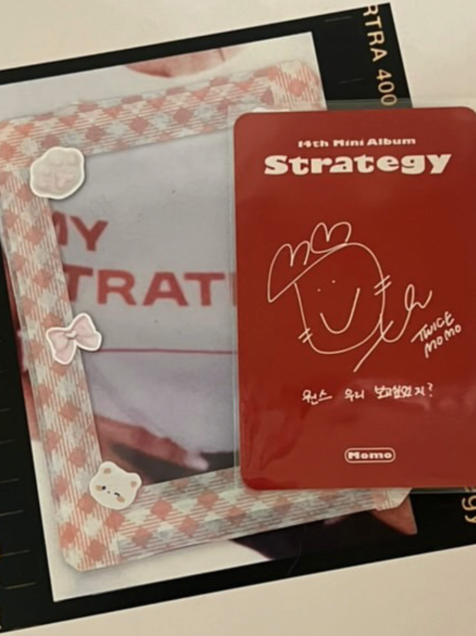 RTRA 400
MY
TRAT
14th Mini Album
Strategy
TWICE
MOMO
원스 우리 보고싶었지?
Momo
egy